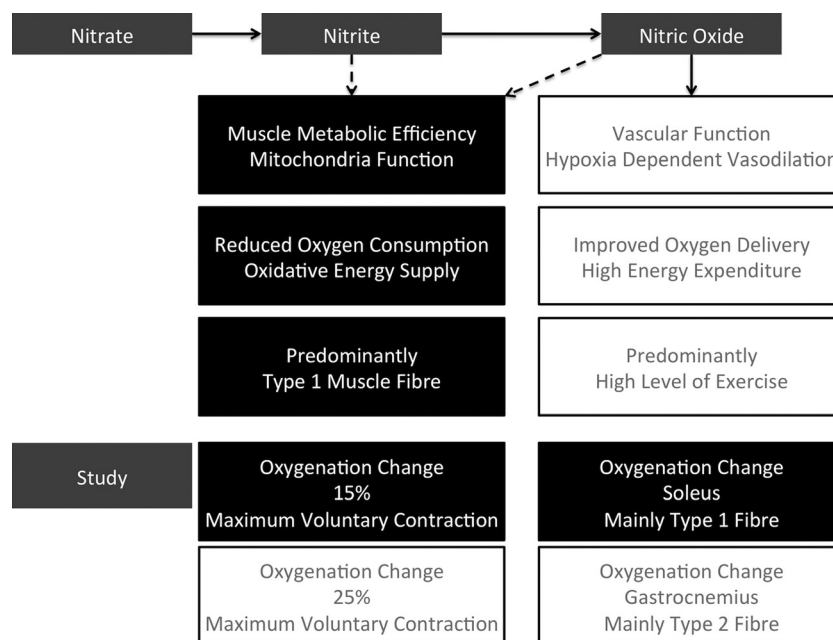 Nitrate
Nitrite
Nitric Oxide
Muscle Metabolic Efficiency
Mitochondria Function
Vascular Function
Hypoxia Dependent Vasodilation
Reduced Oxygen Consumption
Oxidative Energy Supply
Improved Oxygen Delivery
High Energy Expenditure
Predominantly
Type 1 Muscle Fibre
Predominantly
High Level of Exercise
Study
Oxygenation Change
15%
Maximum Voluntary Contraction
Oxygenation Change
Soleus
Mainly Type 1 Fibre
Oxygenation Change
25%
Maximum Voluntary Contraction
Oxygenation Change
Gastrocnemius
Mainly Type 2 Fibre